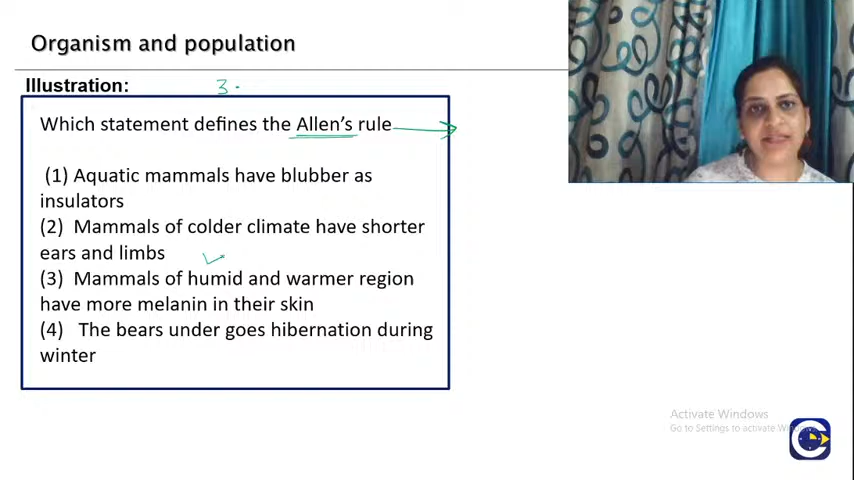 Organism and population
Illustration:
3.
Which statement defines the Allen's rule
(1) Aquatic mammals have blubber as
insulators
(2) Mammals of colder climate have shorter
ears and limbs
(3) Mammals of humid and warmer region
have more melanin in their skin
(4) The bears under goes hibernation during
winter
Activate Windows
Go to Settings to activate